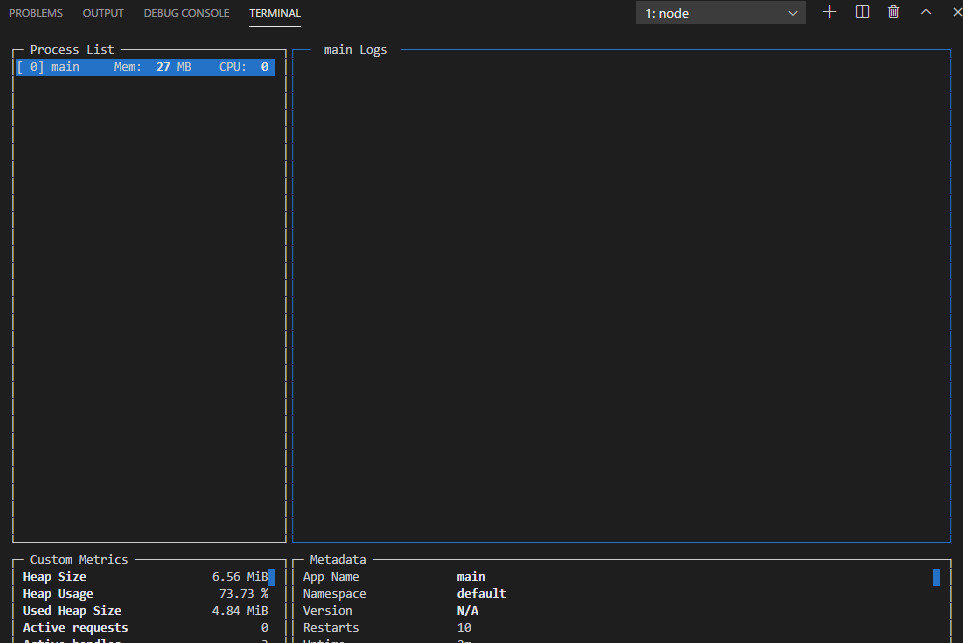 PROBLEMS OUTPUT DEBUG CONSOLE TERMINAL 1: node
Process List
main Logs
[ 0] main Mem: 27 MB CPU: 0
Custom Metrics
Heap Size 6.56 MiB
Heap Usage 73.73 %
Used Heap Size 4.84 MiB
Active requests 0
Metadata
App Name main
Namespace default
Version N/A
Restarts 10